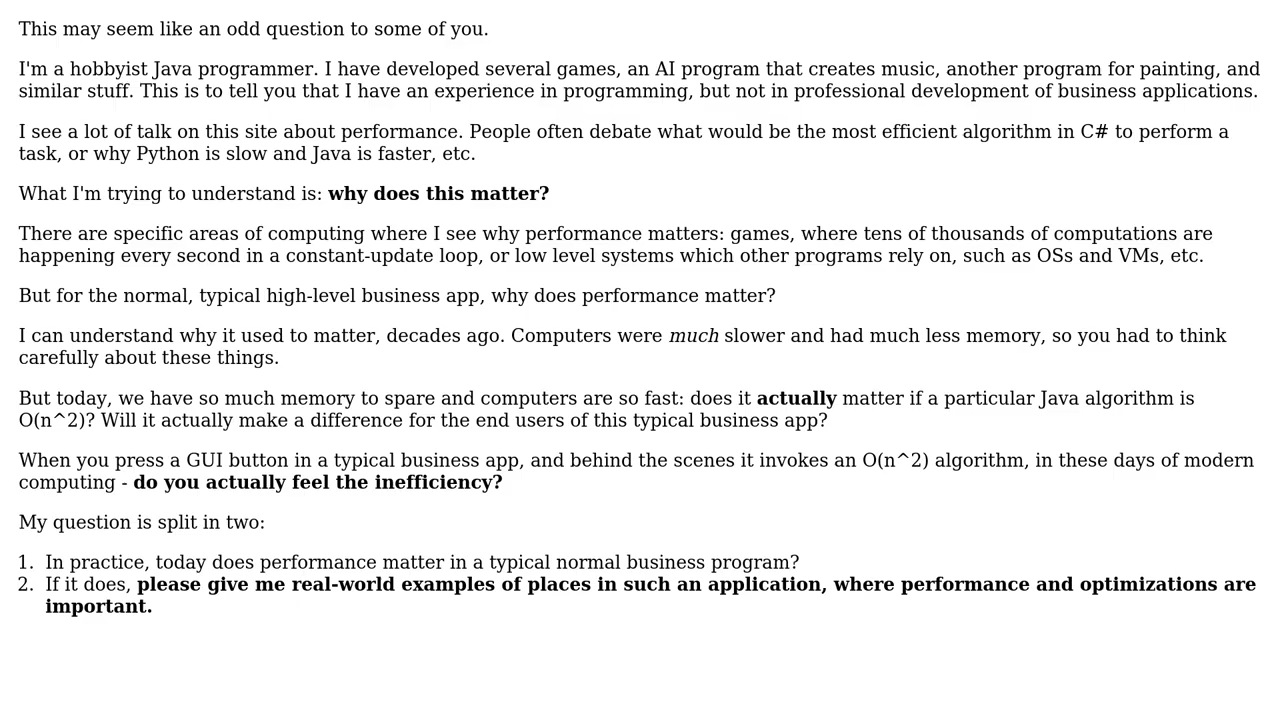 This may seem like an odd question to some of you.
I'm a hobbyist Java programmer. I have developed several games, an AI program that creates music, another program for painting, and
similar stuff. This is to tell you that I have an experience in programming, but not in professional development of business applications.
I see a lot of talk on this site about performance. People often debate what would be the most efficient algorithm in C# to perform a
task, or why Python is slow and Java is faster, etc.
What I'm trying to understand is: why does this matter?
There are specific areas of computing where I see why performance matters: games, where tens of thousands of computations are
happening every second in a constant-update loop, or low level systems which other programs rely on, such as OSs and VMs, etc.
But for the normal, typical high-level business app, why does performance matter?
I can understand why it used to matter, decades ago. Computers were much slower and had much less memory, so you had to think
carefully about these things.
But today, we have so much memory to spare and computers are so fast: does it actually matter if a particular Java algorithm is
O(n^2)? Will it actually make a difference for the end users of this typical business app?
When you press a GUI button in a typical business app, and behind the scenes it invokes an O(n^2) algorithm, in these days of modern
computing - do you actually feel the inefficiency?
My question is split in two:
1. In practice, today does performance matter in a typical normal business program?
2. If it does, please give me real-world examples of places in such an application, where performance and optimizations are
important.